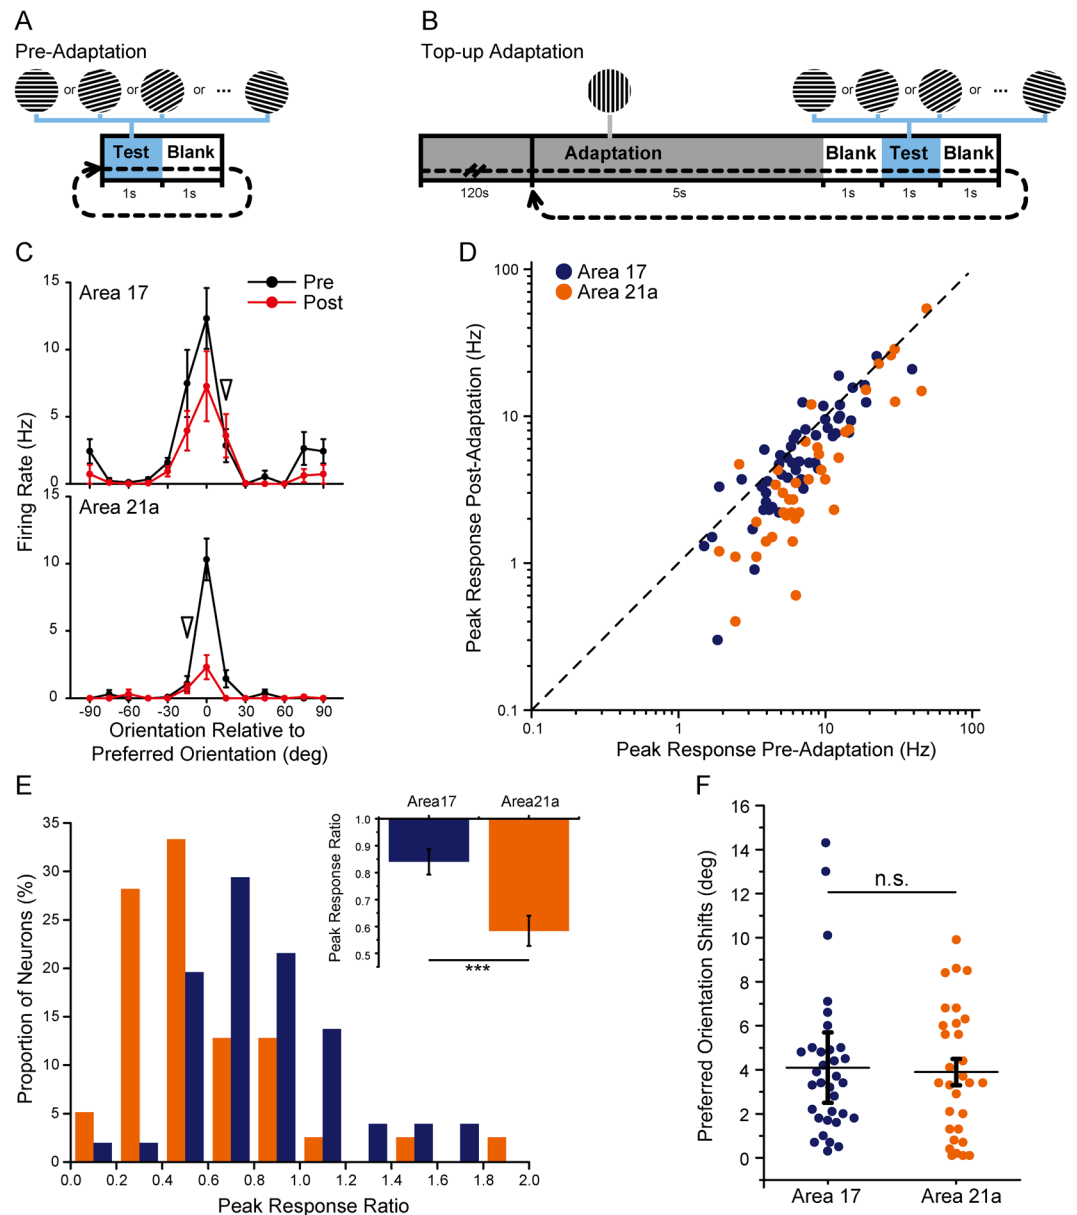 A
Pre-Adaptation
or or or ...
Test Blank
1s 1s
B
Top-up Adaptation
or or or ...
Adaptation Blank Test Blank
120s 5s 1s 1s 1s
C
15
Area 17
Pre
Post
10
5
0
15
Area 21a
10
5
0
-90 -60 -30 0 30 60 90
Firing Rate (Hz)
Orientation Relative to
Preferred Orientation (deg)
D
100
Area 17
Area 21a
10
1
0.1
0.1 1 10 100
Peak Response Post-Adaptation (Hz)
Peak Response Pre-Adaptation (Hz)
E
35
30
25
20
15
10
5
0
0.0 0.2 0.4 0.6 0.8 1.0 1.2 1.4 1.6 1.8 2.0
Proportion of Neurons (%)
Peak Response Ratio
Area17 Area21a
1.0
0.9
0.8
0.7
0.6
0.5
Peak Response Ratio
***
F
16
14
12
10
8
6
4
2
0
Preferred Orientation Shifts (deg)
n.s.
Area 17 Area 21a